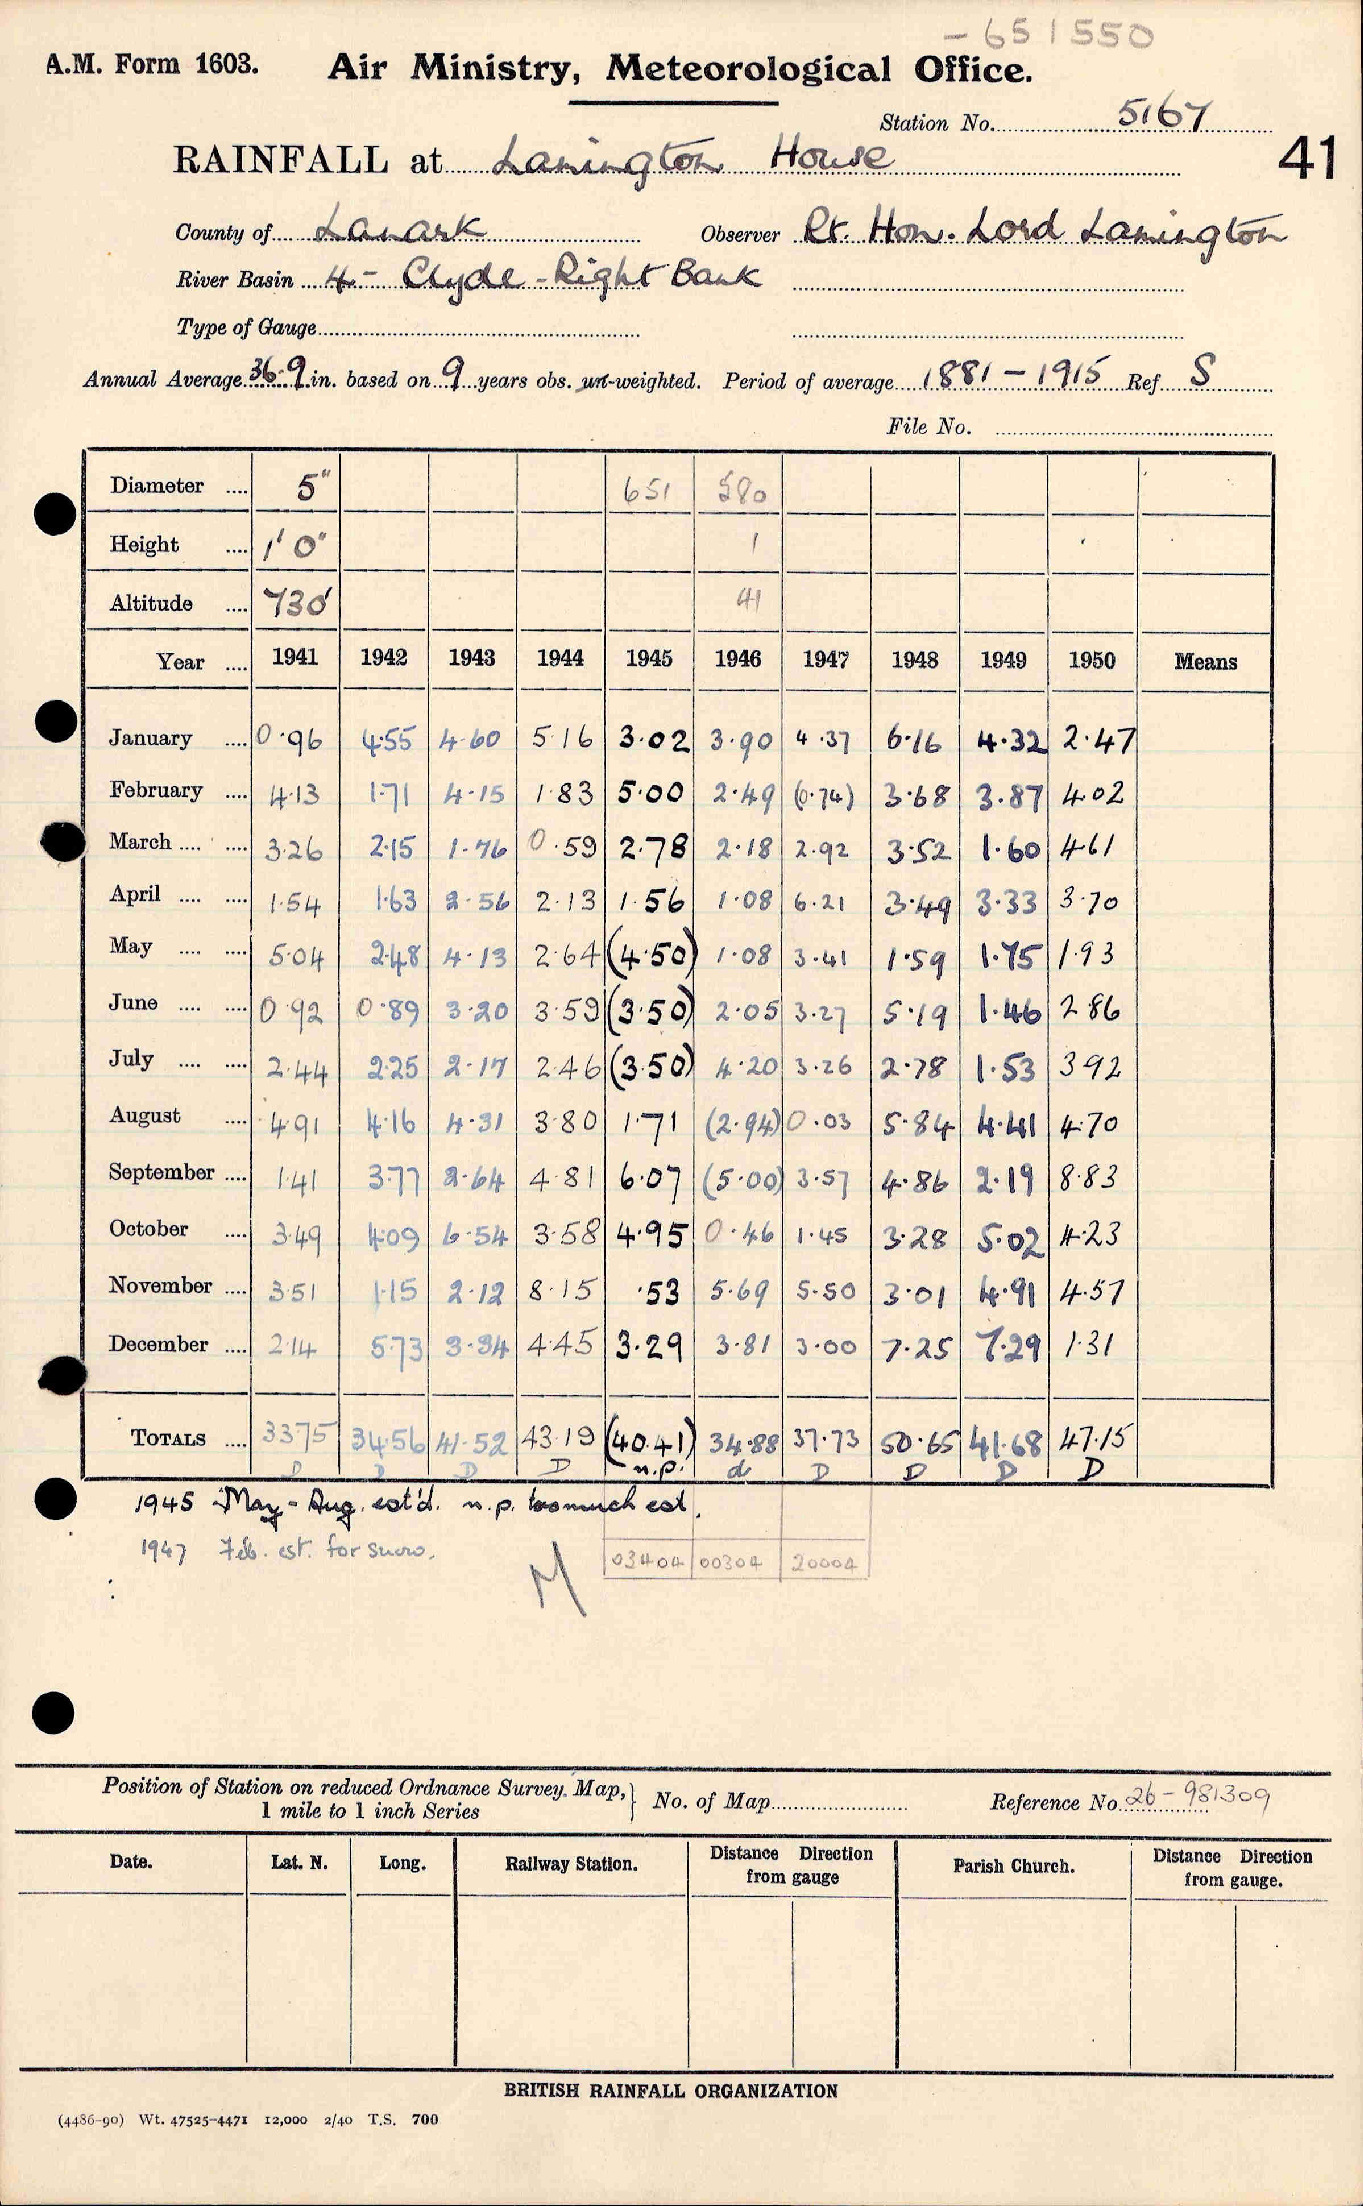 - 651550
A.M. Form 1603. Air Ministry, Meteorological Office.
Station No. 5167
41
RAINFALL at Lamington House
County of Lanark Observer Rt. Hon. Lord Lamington
River Basin 4 - Clyde - Right Bank
Type of Gauge
Annual Average 36.9 in. based on 9 years obs. un-weighted. Period of average 1881 - 1915 Ref S
File No.
Diameter .... 5" 651 580
Height .... 1' 0" 1
Altitude .... 730' 41
Year .... 1941 1942 1943 1944 1945 1946 1947 1948 1949 1950 Means
January .... 0.96 4.55 4.60 5.16 3.02 3.90 4.37 6.16 4.32 2.47
February .... 4.13 1.71 4.15 1.83 5.00 2.49 (0.74) 3.68 3.87 4.02
March .... .... 3.26 2.15 1.76 0.59 2.78 2.18 2.92 3.52 1.60 4.61
April .... .... 1.54 1.63 2.56 2.13 1.56 1.08 6.21 3.49 3.33 3.70
May .... .... 5.04 2.48 4.13 2.64 (4.50) 1.08 3.41 1.59 1.75 1.93
June .... .... 0.92 0.89 3.20 3.59 (3.50) 2.05 3.27 5.19 1.46 2.86
July .... .... 2.44 2.25 2.17 2.46 (3.50) 4.20 3.26 2.78 1.53 3.92
August .... 4.91 4.16 4.31 3.80 1.71 (2.94) 0.03 5.84 4.41 4.70
September .... 1.41 3.77 2.64 4.81 6.07 (5.00) 3.57 4.86 2.19 8.83
October .... 3.49 4.09 6.54 3.58 4.95 0.46 1.45 3.28 5.02 4.23
November .... 3.51 1.15 2.12 8.15 .53 5.69 5.50 3.01 4.91 4.57
December .... 2.14 5.73 3.34 4.45 3.29 3.81 3.00 7.25 7.29 1.31
TOTALS .... 33.75 34.56 41.52 43.19 (40.41) 34.88 37.73 50.65 41.68 47.15
D D D D n.p. d D D D D
1945 May - Aug. est'd. n.p. too much est.
1947 Feb. est. for snow.
03404 00304 20004
M
Position of Station on reduced Ordnance Survey Map, } No. of Map Reference No. 26 - 981309
1 mile to 1 inch Series
Date. Lat. N. Long. Railway Station. Distance Direction from gauge Parish Church. Distance Direction from gauge.
BRITISH RAINFALL ORGANIZATION
(4486-90) Wt. 47525-4471 12,000 2/40 T.S. 700